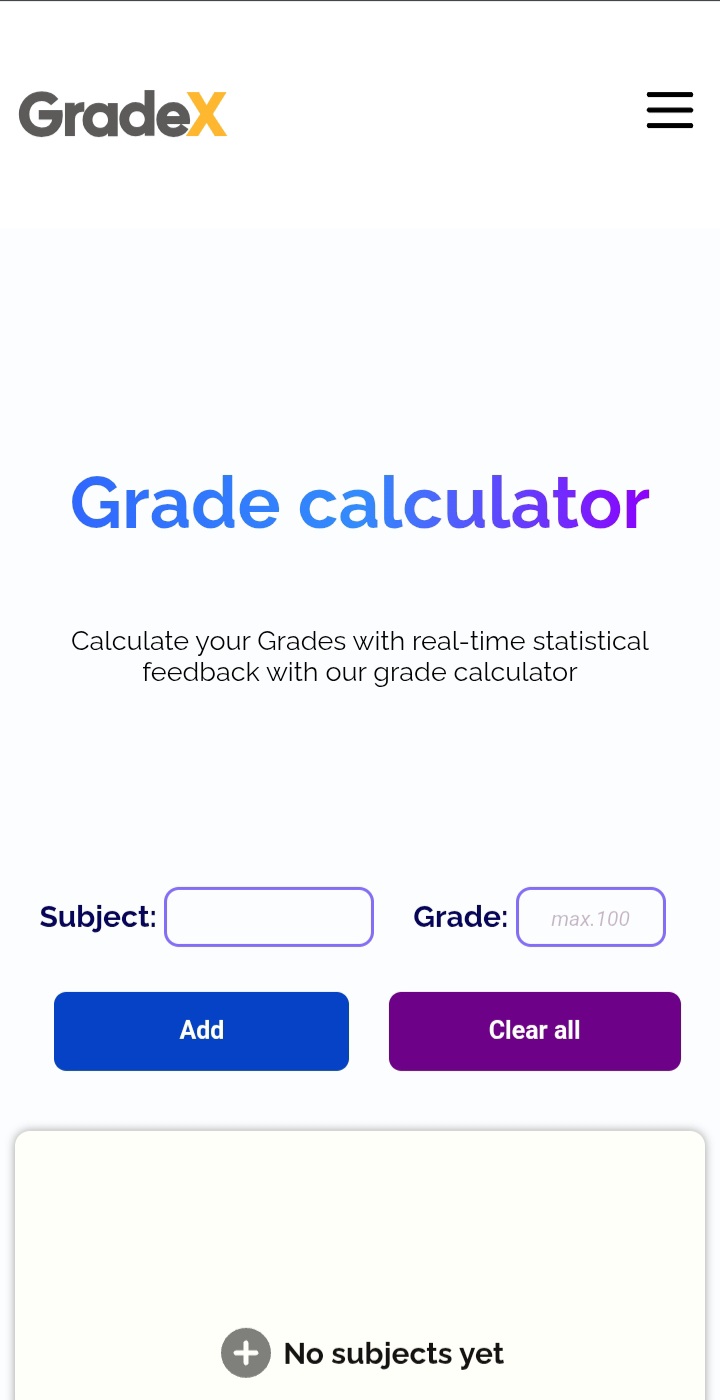 GradeX
Grade calculator
Calculate your Grades with real-time statistical
feedback with our grade calculator
Subject: Grade: max.100
Add Clear all
No subjects yet